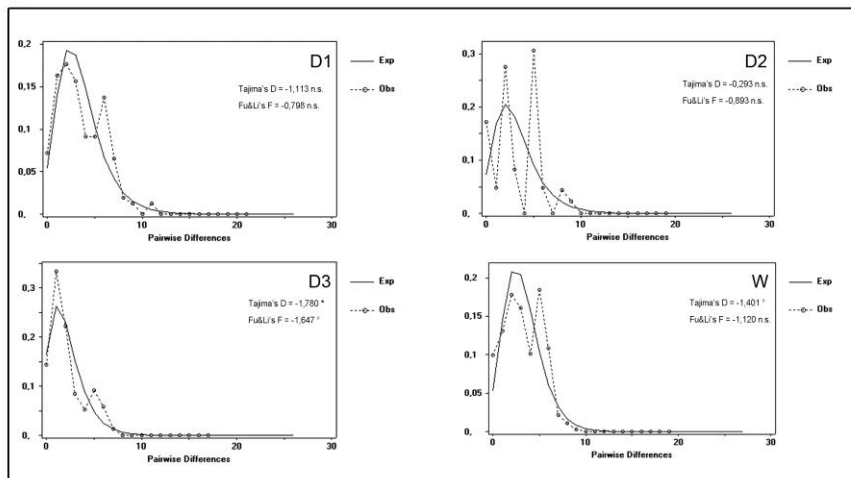 0,2
0,15
0,1
0,05
0,
0
10
20
30
Pairwise Differences
D1
Tajima's D = -1,113 n.s.
Fu&Li's F = -0,798 n.s.
Exp
Obs
0,3
0,2
0,1
0,
0
10
20
30
Pairwise Differences
D2
Tajima's D = -0,293 n.s.
Fu&Li's F = -0,893 n.s.
Exp
Obs
0,3
0,2
0,1
0,
0
10
20
30
Pairwise Differences
D3
Tajima's D = -1,780 *
Fu&Li's F = -1,647 °
Exp
Obs
0,2
0,15
0,1
0,05
0,
0
10
20
30
Pairwise Differences
W
Tajima's D = -1,401 °
Fu&Li's F = -1,120 n.s.
Exp
Obs